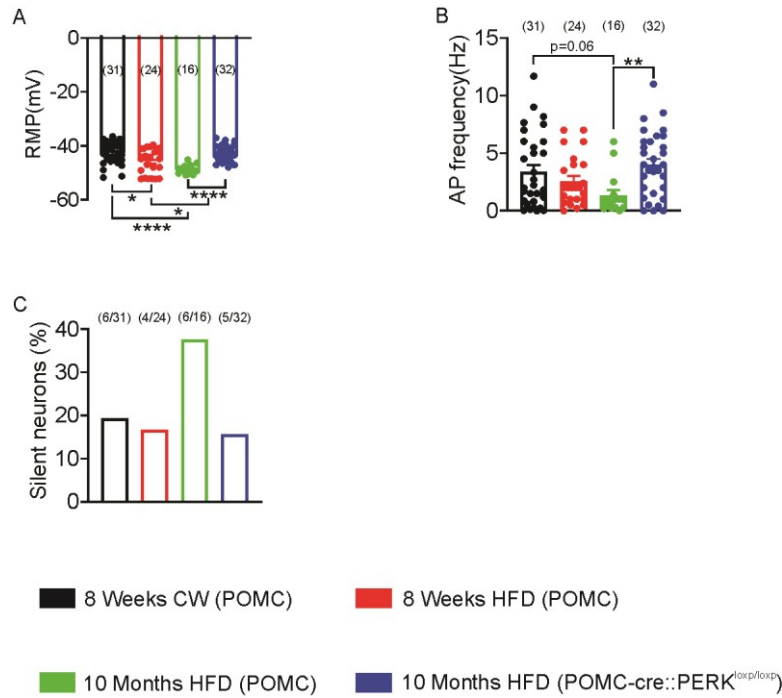 A
0
-20
-40
-60
RMP(mV)
(31) (24) (16) (32)
*
*
****
****
B
(31) (24) (16) (32)
p=0.06
**
15
10
5
0
AP frequency(Hz)
C
(6/31) (4/24) (6/16) (5/32)
40
30
20
10
0
Silent neurons (%)
8 Weeks CW (POMC)
8 Weeks HFD (POMC)
10 Months HFD (POMC)
10 Months HFD (POMC-cre::PERK loxp/loxp)